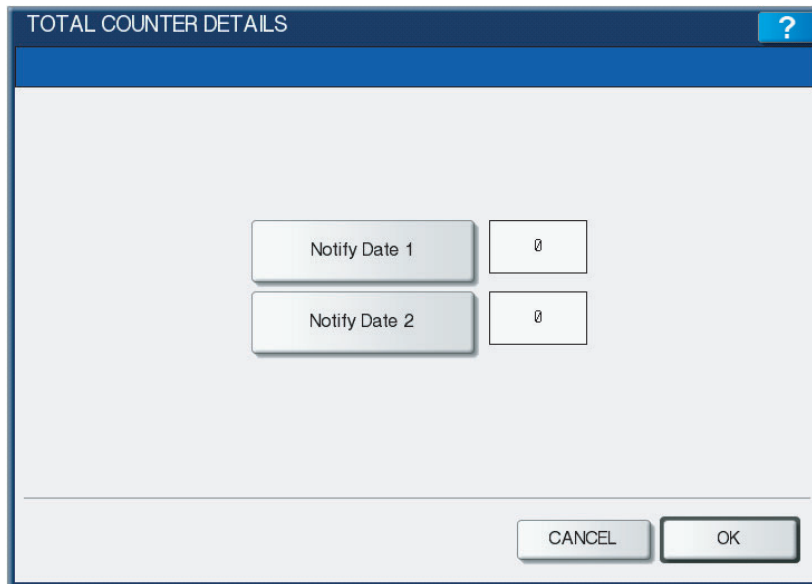 TOTAL COUNTER DETAILS ?
Notify Date 1 0
Notify Date 2 0
CANCEL OK